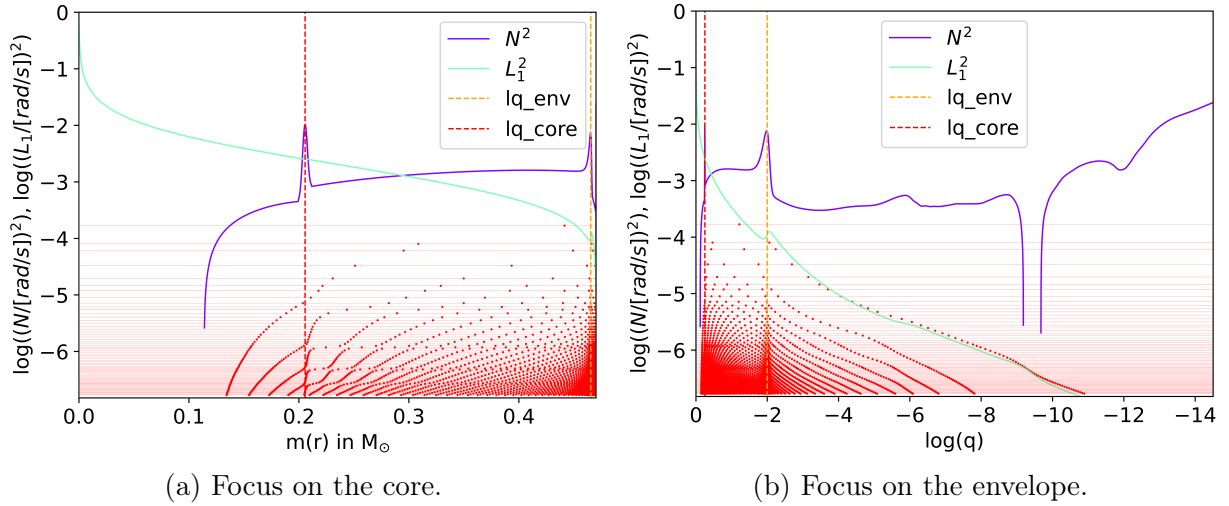 0
−1
−2
−3
−4
−5
−6
log((N/[rad/s])²), log((L₁/[rad/s])²)
N²
L₁²
lq_env
lq_core
0.0 0.1 0.2 0.3 0.4
m(r) in M⊙
(a) Focus on the core.
0
−1
−2
−3
−4
−5
−6
log((N/[rad/s])²), log((L₁/[rad/s])²)
N²
L₁²
lq_env
lq_core
0 −2 −4 −6 −8 −10 −12 −14
log(q)
(b) Focus on the envelope.